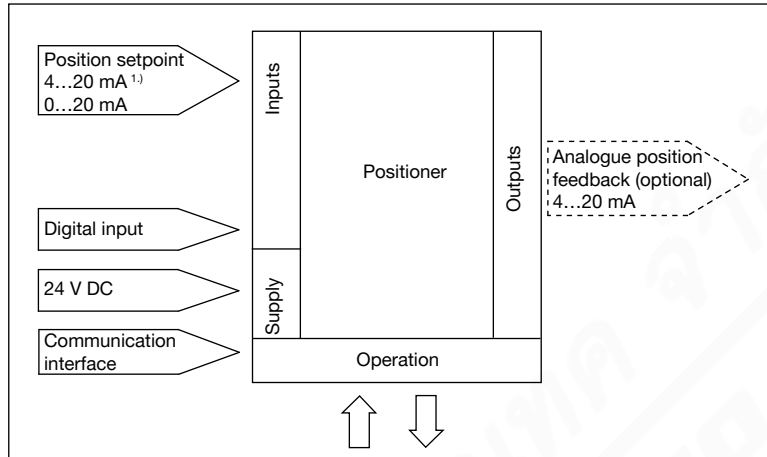 Position setpoint
4...20 mA 1.)
0...20 mA
Digital input
24 V DC
Communication
interface
Inputs
Supply
Positioner
Operation
Outputs
Analogue position
feedback (optional)
4...20 mA